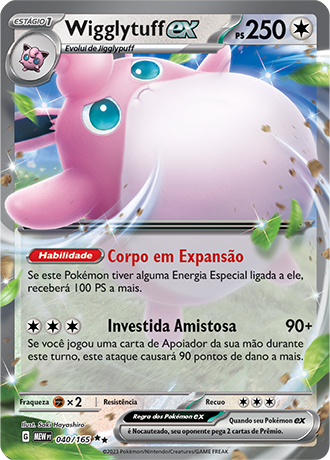 ESTÁGIO 1
Wigglytuff ex PS 250
Evolui de Jigglypuff
Habilidade Corpo em Expansão
Se este Pokémon tiver alguma Energia Especial ligada a ele,
receberá 100 PS a mais.
Investida Amistosa 90+
Se você jogou uma carta de Apoiador da sua mão durante
este turno, este ataque causará 90 pontos de dano a mais.
Fraqueza ×2 Resistência Recuo
Regra dos Pokémon ex
Quando seu Pokémon ex
é Nocauteado, seu oponente pega 2 cartas de Prêmio.
Illust. Saki Hayashiro
G MEW PT 040/165
©2023 Pokémon/Nintendo/Creatures/GAME FREAK